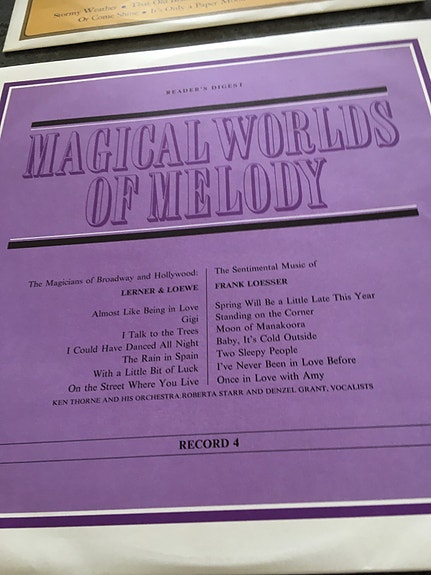 Stormy Weather • That Old
Or Come Shine • It's Only a Paper
READER'S DIGEST
MAGICAL WORLDS
OF MELODY
The Magicians of Broadway and Hollywood:
LERNER & LOEWE
Almost Like Being in Love
Gigi
I Talk to the Trees
I Could Have Danced All Night
The Rain in Spain
With a Little Bit of Luck
On the Street Where You Live
The Sentimental Music of
FRANK LOESSER
Spring Will Be a Little Late This Year
Standing on the Corner
Moon of Manakoora
Baby, It's Cold Outside
Two Sleepy People
I've Never Been in Love Before
Once in Love with Amy
KEN THORNE AND HIS ORCHESTRA, ROBERTA STARR AND DENZEL GRANT, VOCALISTS
RECORD 4